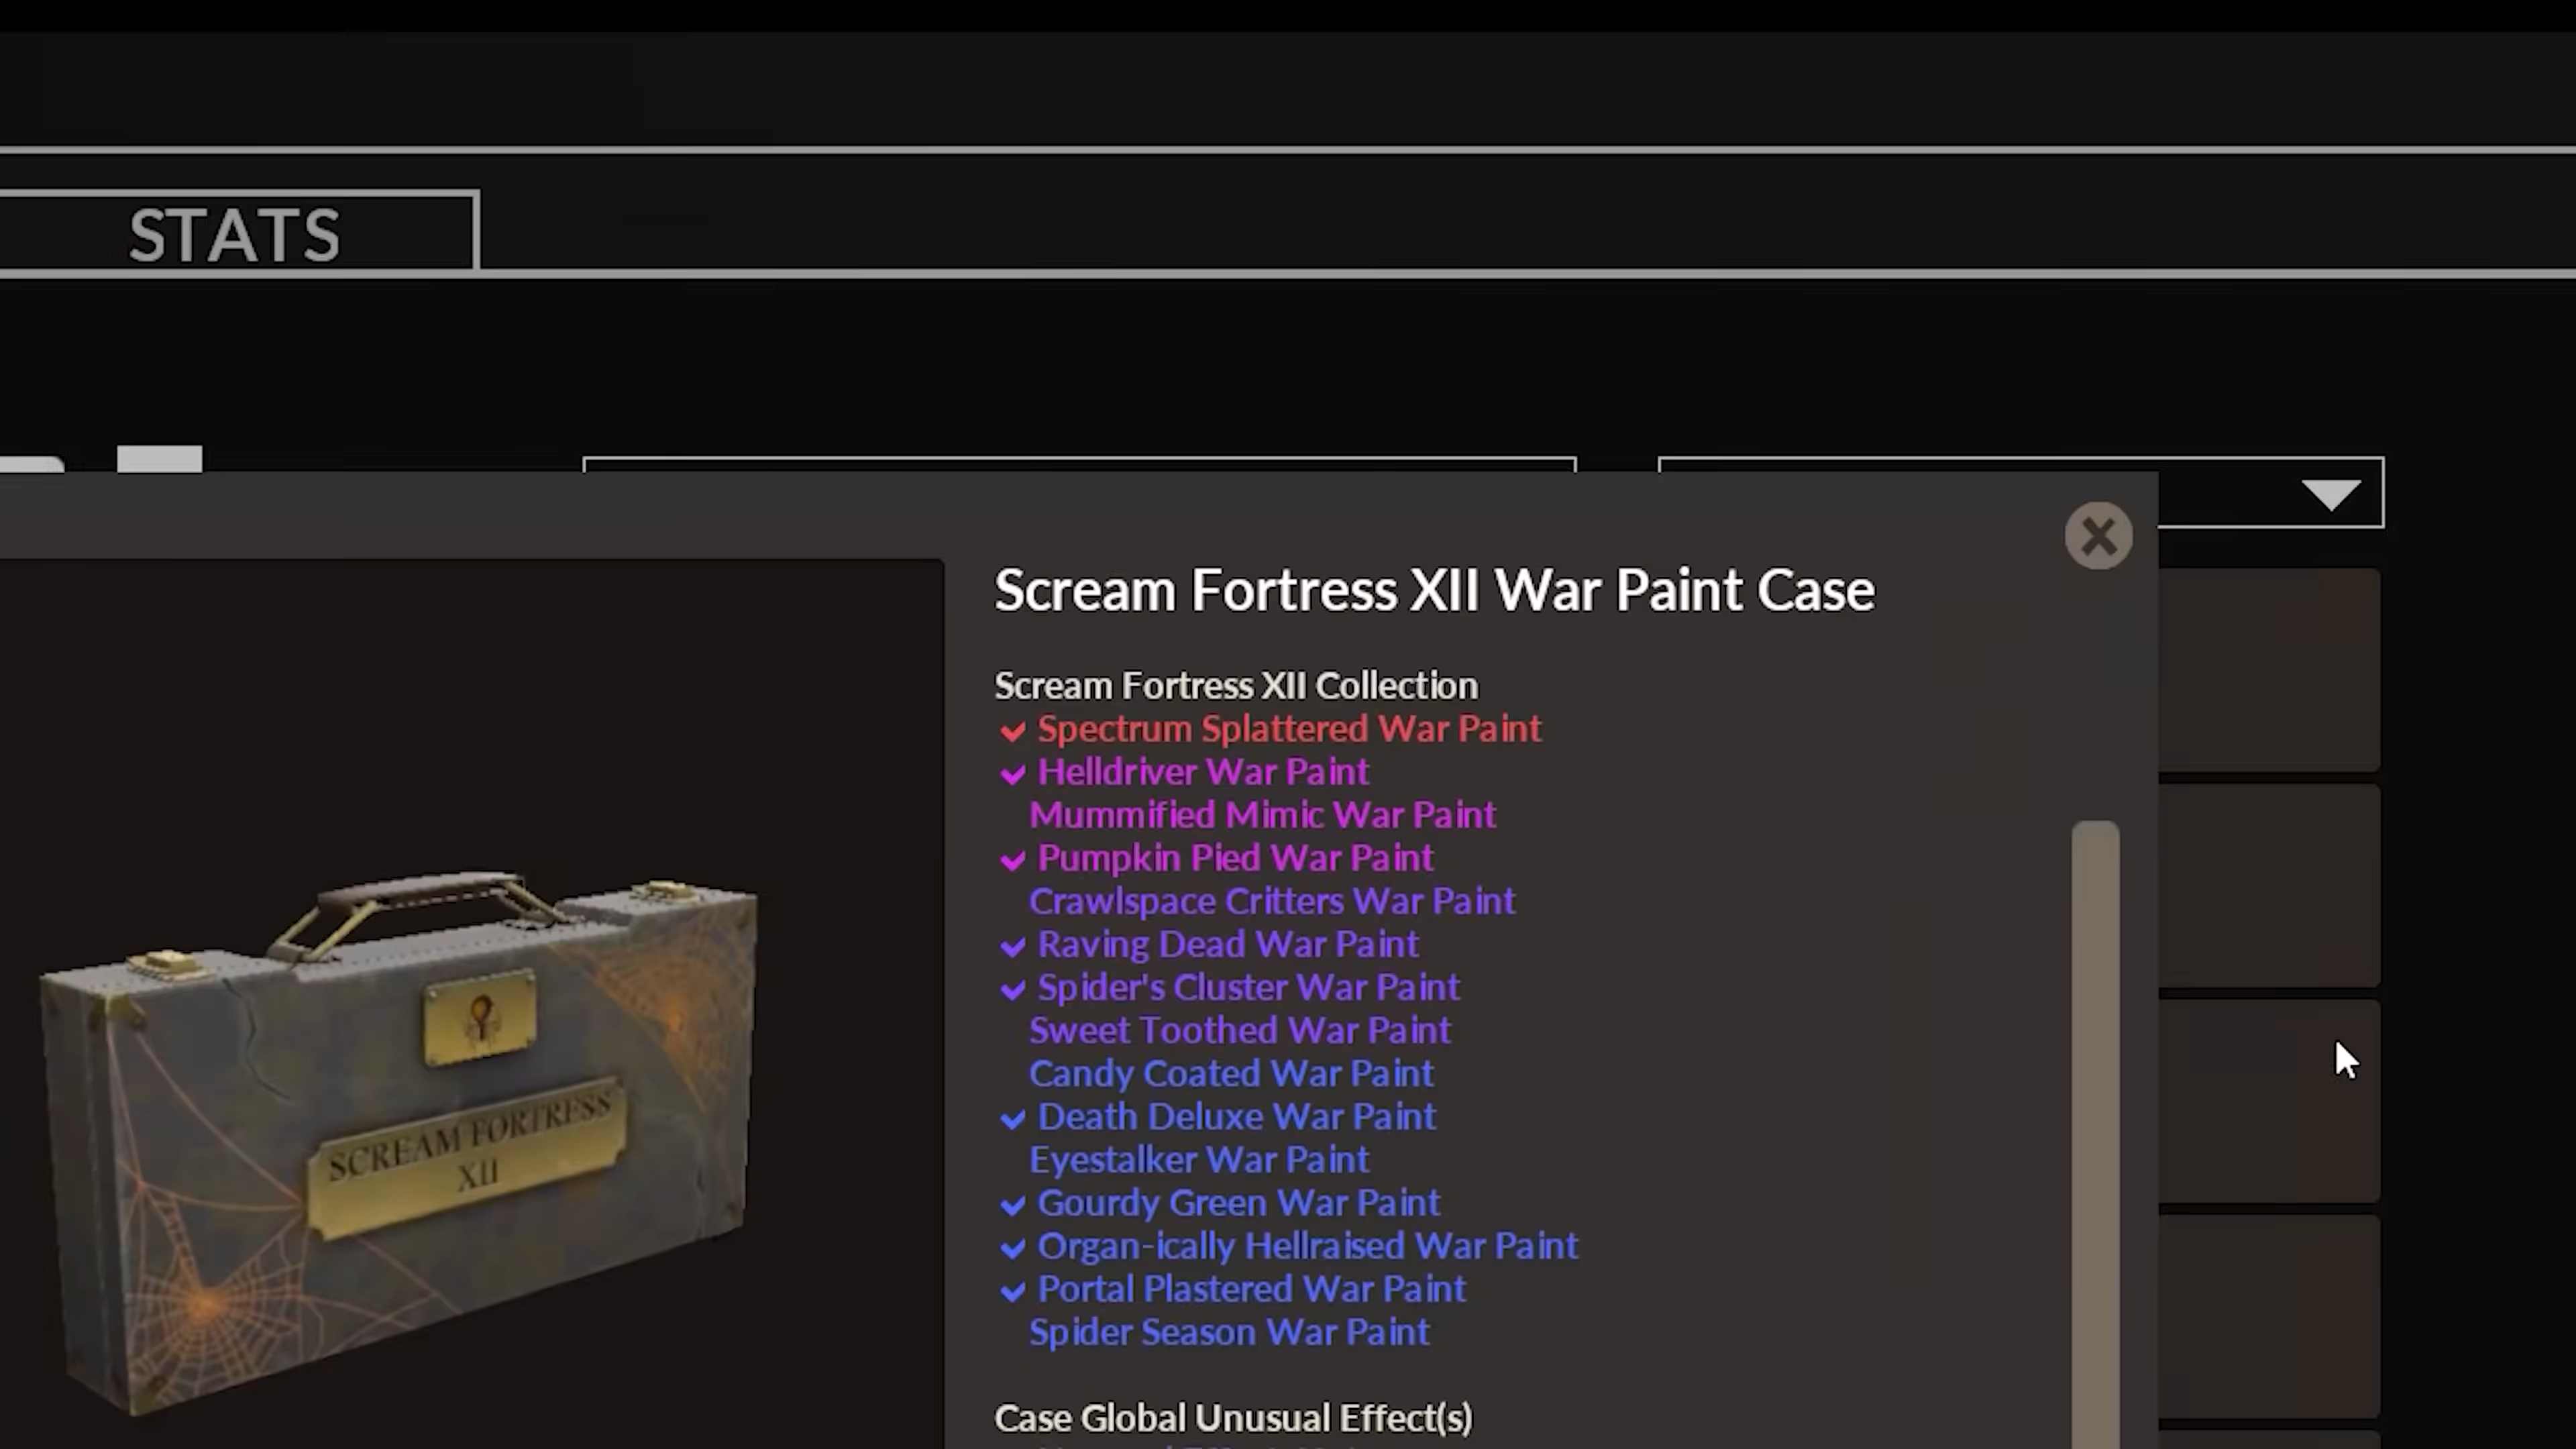 STATS
Scream Fortress XII War Paint Case
Scream Fortress XII Collection
Spectrum Splattered War Paint
Helldriver War Paint
Mummified Mimic War Paint
Pumpkin Pied War Paint
Crawlspace Critters War Paint
Raving Dead War Paint
Spider's Cluster War Paint
Sweet Toothed War Paint
Candy Coated War Paint
Death Deluxe War Paint
Eyestalker War Paint
Gourdy Green War Paint
Organ-ically Hellraised War Paint
Portal Plastered War Paint
Spider Season War Paint
Case Global Unusual Effect(s)
SCREAM FORTRESS
XII